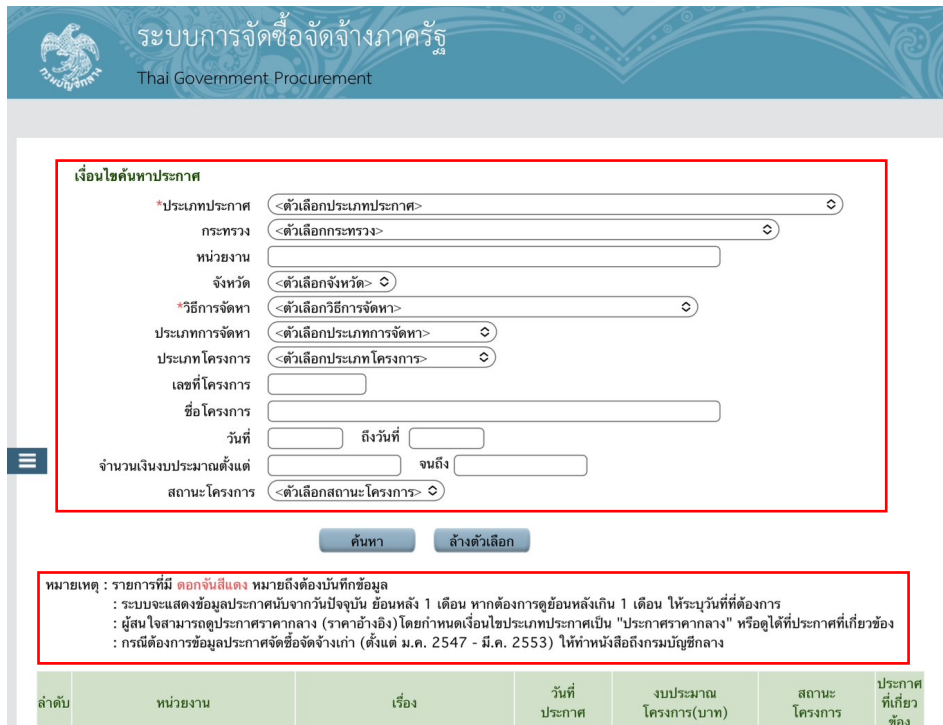 ระบบการจัดซื้อจัดจ้างภาครัฐ
Thai Government Procurement
กรมบัญชีกลาง
เงื่อนไขค้นหาประกาศ
*ประเภทประกาศ <ตัวเลือกประเภทประกาศ>
กระทรวง <ตัวเลือกกระทรวง>
หน่วยงาน
จังหวัด <ตัวเลือกจังหวัด>
*วิธีการจัดหา <ตัวเลือกวิธีการจัดหา>
ประเภทการจัดหา <ตัวเลือกประเภทการจัดหา>
ประเภทโครงการ <ตัวเลือกประเภทโครงการ>
เลขที่โครงการ
ชื่อโครงการ
วันที่ ถึงวันที่
จำนวนเงินงบประมาณตั้งแต่ จนถึง
สถานะโครงการ <ตัวเลือกสถานะโครงการ>
ค้นหา ล้างตัวเลือก
หมายเหตุ : รายการที่มี ดอกจันสีแดง หมายถึงต้องบันทึกข้อมูล
: ระบบจะแสดงข้อมูลประกาศนับจากวันปัจจุบัน ย้อนหลัง 1 เดือน หากต้องการดูย้อนหลังเกิน 1 เดือน ให้ระบุวันที่ที่ต้องการ
: ผู้สนใจสามารถดูประกาศราคากลาง (ราคาอ้างอิง)โดยกำหนดเงื่อนไขประเภทประกาศเป็น "ประกาศราคากลาง" หรือดูได้ที่ประกาศที่เกี่ยวข้อง
: กรณีต้องการข้อมูลประกาศจัดซื้อจัดจ้างเก่า (ตั้งแต่ ม.ค. 2547 - มี.ค. 2553) ให้ทำหนังสือถึงกรมบัญชีกลาง
ลำดับ หน่วยงาน เรื่อง วันที่ประกาศ งบประมาณโครงการ(บาท) สถานะโครงการ ประกาศที่เกี่ยวข้อง